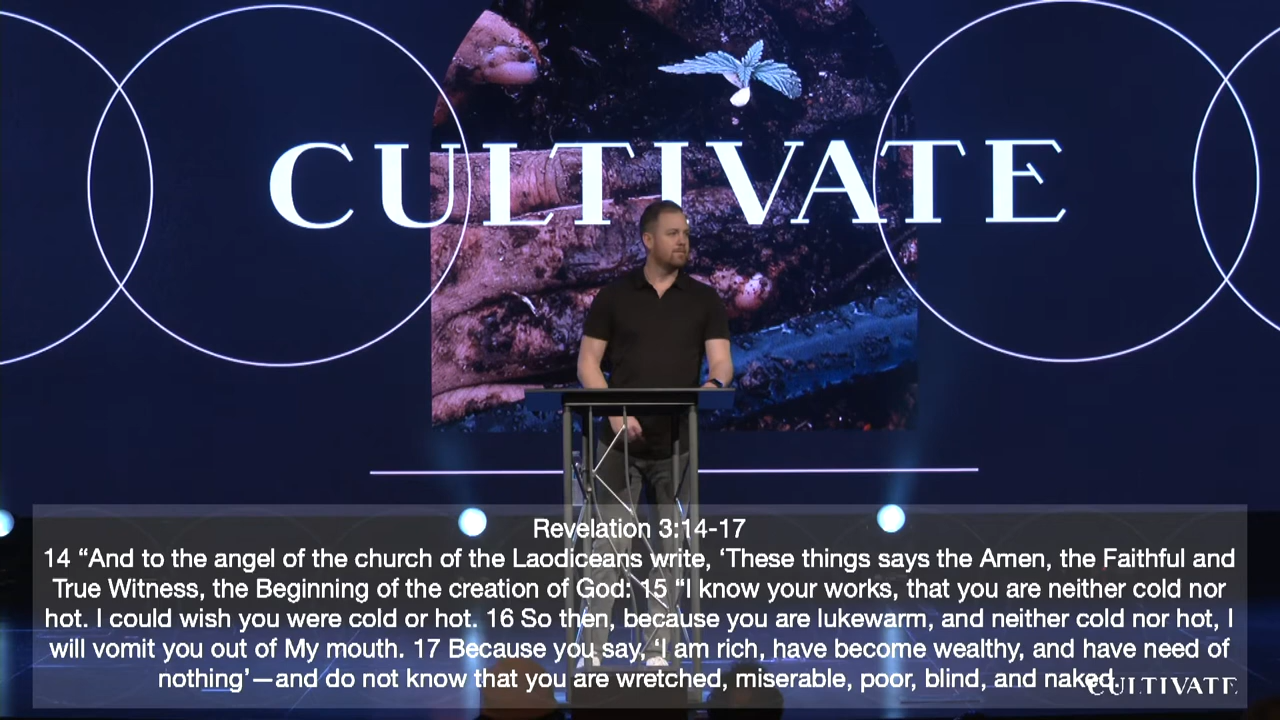 CULTIVATE
Revelation 3:14-17
14 “And to the angel of the church of the Laodiceans write, ‘These things says the Amen, the Faithful and
True Witness, the Beginning of the creation of God: 15 “I know your works, that you are neither cold nor
hot. I could wish you were cold or hot. 16 So then, because you are lukewarm, and neither cold nor hot, I
will vomit you out of My mouth. 17 Because you say, ‘I am rich, have become wealthy, and have need of
nothing’—and do not know that you are wretched, miserable, poor, blind, and naked
CULTIVATE